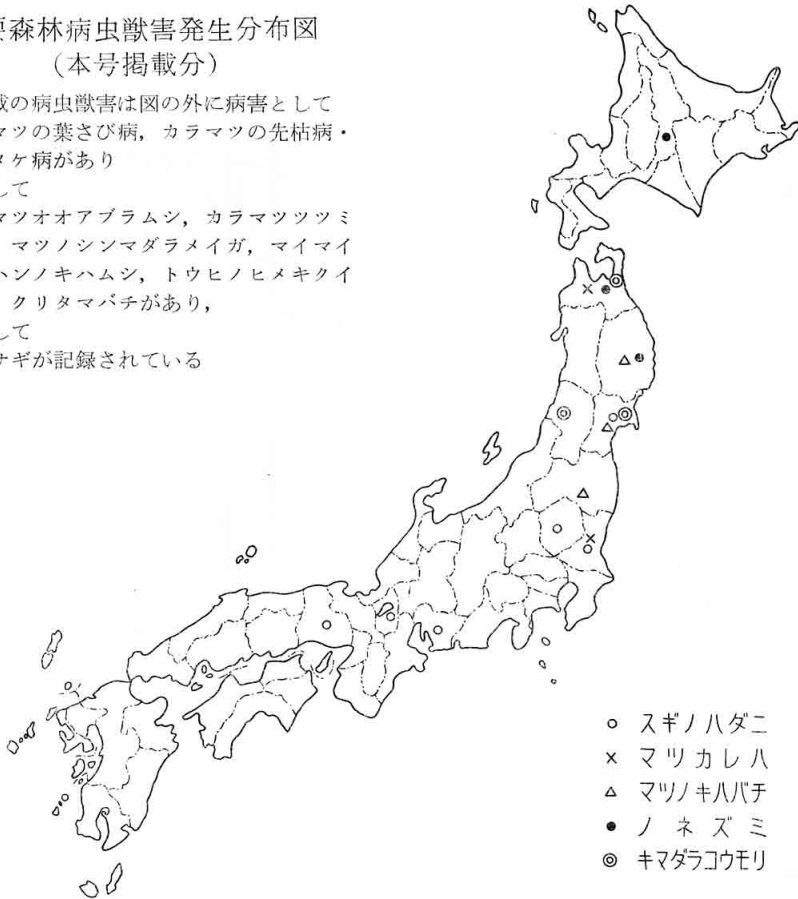 森林病虫獣害発生分布図
(本号掲載分)
の病虫獣害は図の外に病害として
マツの葉さび病，カラマツの先枯病・
タケ病があり
して
マツオオアブラムシ，カラマツツツミ
マツノシンマダラメイガ，マイマイ
ハンノキハムシ，トウヒノヒメキクイ
クリタマバチがあり，
して
ナギが記録されている
○ スギノハダニ
× マツカレハ
△ マツノキハバチ
● ノネズミ
◎ キマダラコウモリ